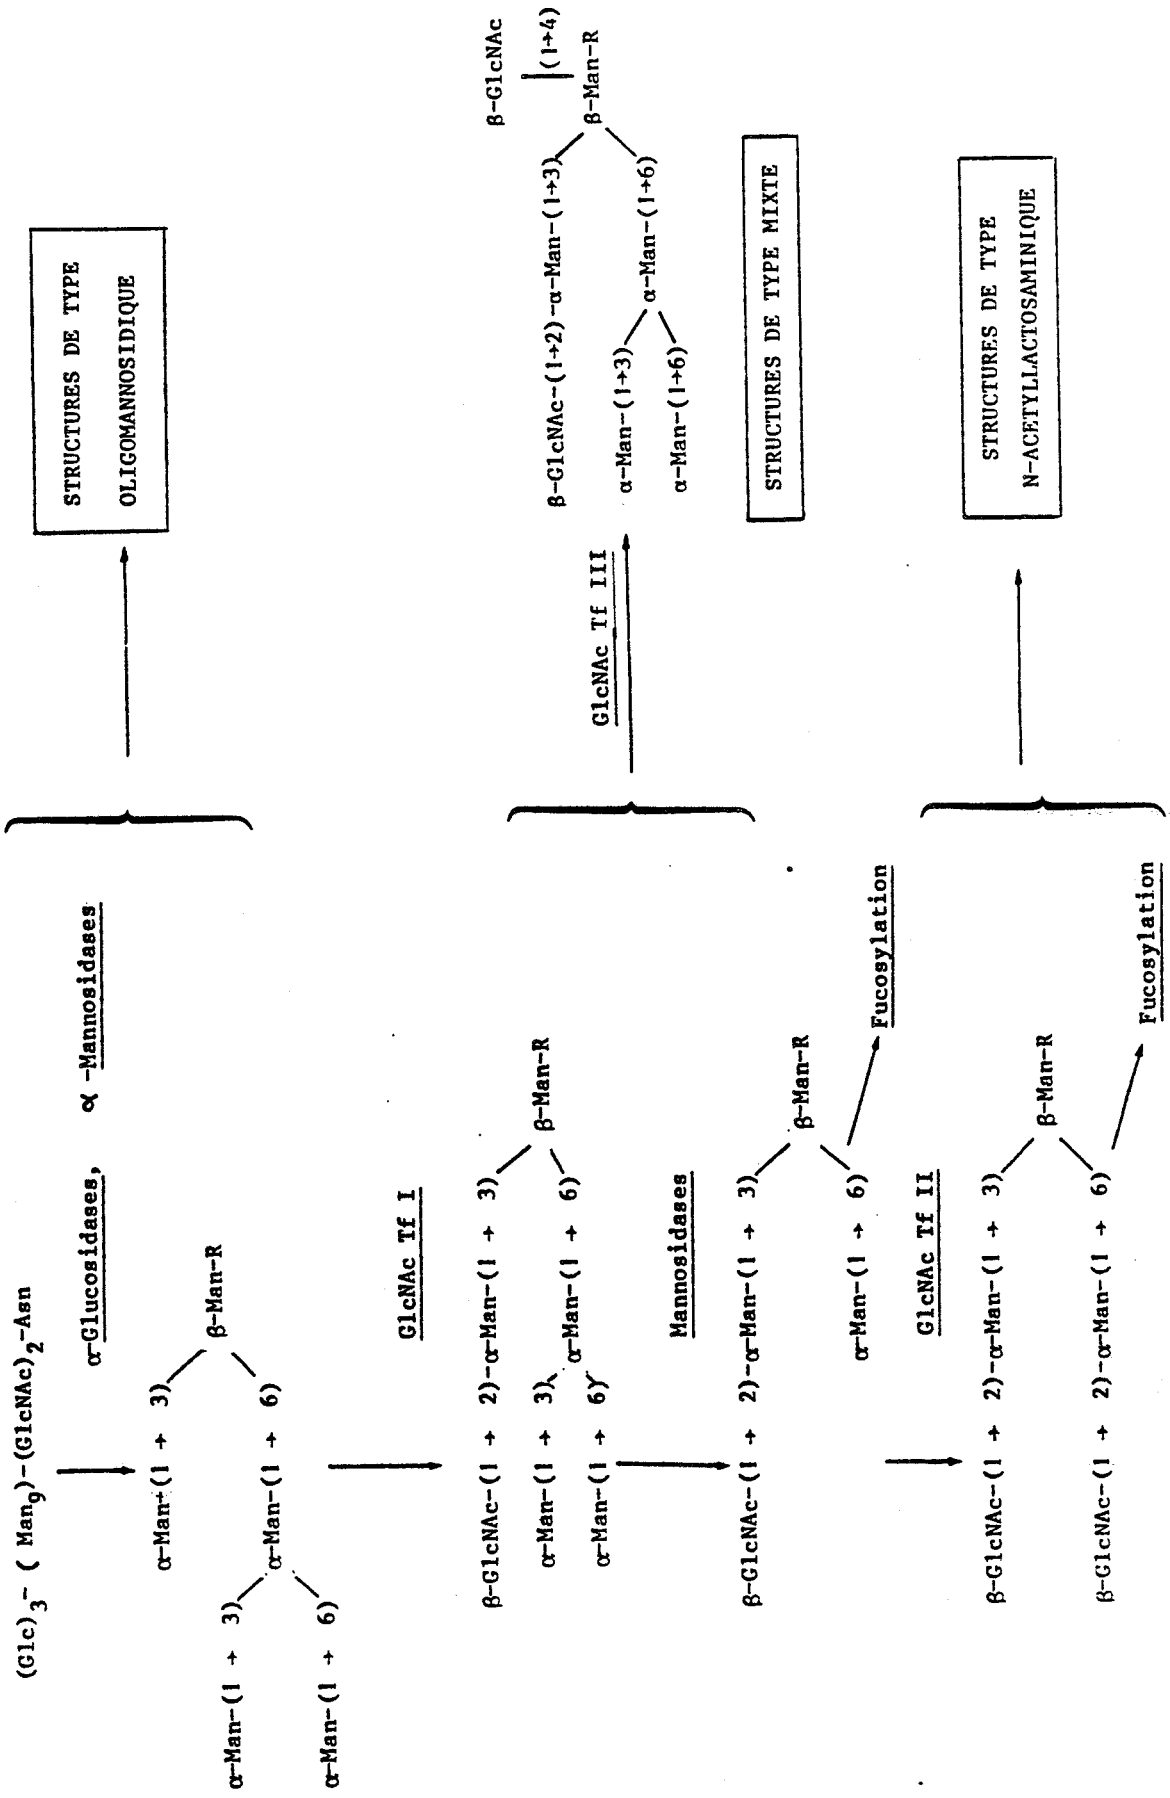 (Glc)3- ( Man9)-(GlcNAc)2-Asn
α-Glucosidases, α-Mannosidases
α-Man-(1 → 3)
β-Man-R
α-Man-(1 → 3)
α-Man-(1 → 6)
α-Man-(1 → 6)
STRUCTURES DE TYPE
OLIGOMANNOSIDIQUE
GlcNAc Tf I
β-GlcNAc-(1 → 2)-α-Man-(1 → 3)
β-Man-R
α-Man-(1 → 3)
α-Man-(1 → 6)
α-Man-(1 → 6)
GlcNAc Tf III
β-GlcNAc
(1→4)
β-GlcNAc-(1→2)-α-Man-(1→3)
β-Man-R
α-Man-(1→3)
α-Man-(1→6)
α-Man-(1→6)
STRUCTURES DE TYPE MIXTE
Mannosidases
β-GlcNAc-(1 → 2)-α-Man-(1 → 3)
β-Man-R
α-Man-(1 → 6)
Fucosylation
GlcNAc Tf II
β-GlcNAc-(1 → 2)-α-Man-(1 → 3)
β-Man-R
β-GlcNAc-(1 → 2)-α-Man-(1 → 6)
Fucosylation
STRUCTURES DE TYPE
N-ACETYLLACTOSAMINIQUE